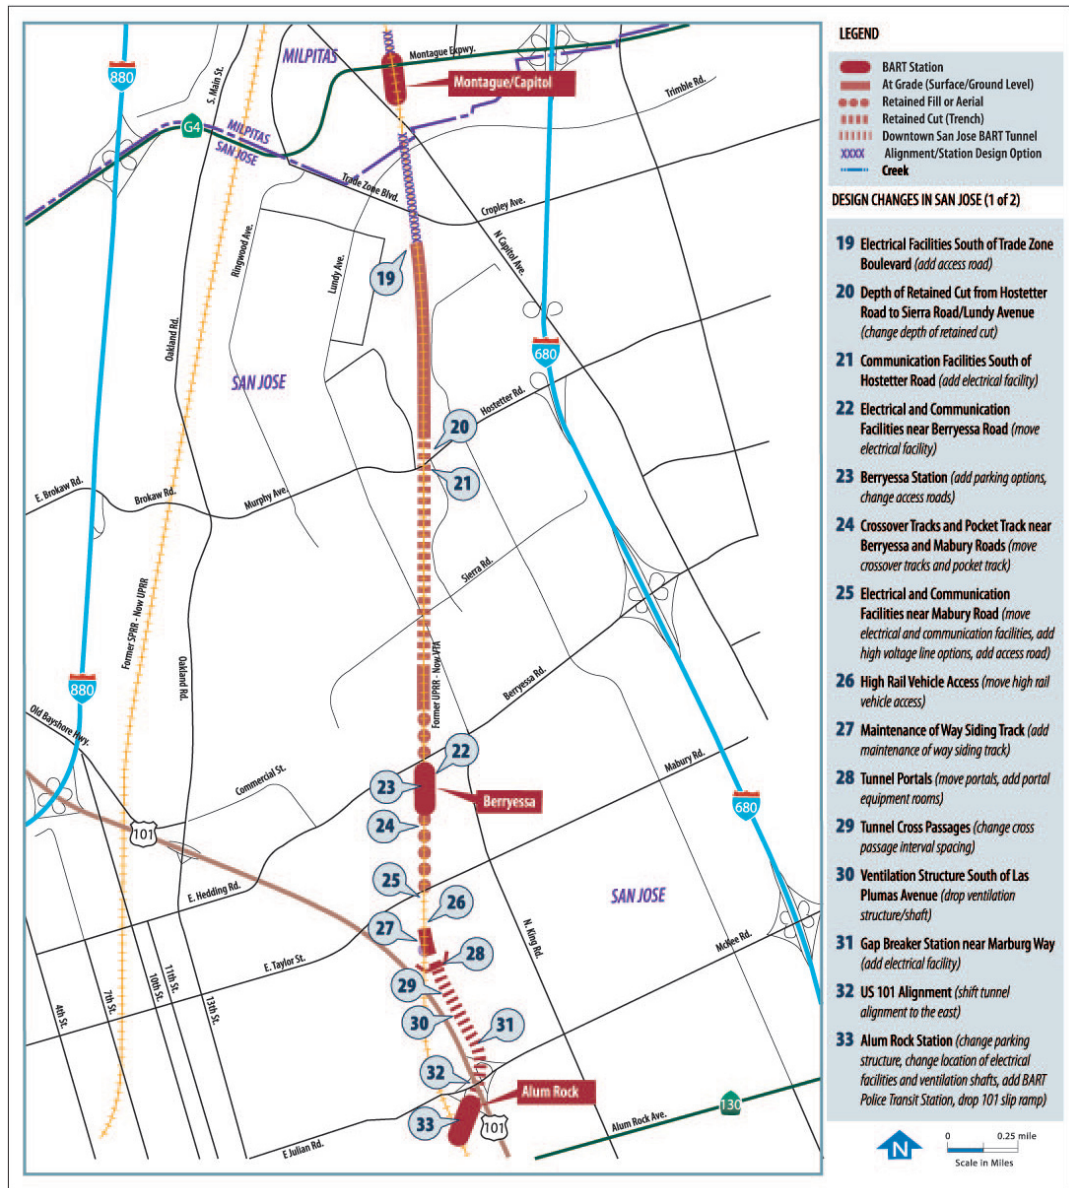 880
S. Main St.
MILPITAS
Montague Expwy.
Montague/Capitol
Trimble Rd.
G4
MILPITAS
SAN JOSE
Trade Zone Blvd.
Cropley Ave.
N Capitol Ave.
Ringwood Ave.
Lundy Ave.
19
Oakland Rd.
680
SAN JOSE
Hostetter Rd.
20
21
E. Brokaw Rd.
Brokaw Rd.
Murphy Ave.
Sierra Rd.
Former SPRR - Now UPRR
Oakland Rd.
Former UPRR - Now VTA
Berryessa Rd.
880
Old Bayshore Hwy.
22
Mabury Rd.
Commercial St.
23
Berryessa
680
101
24
E. Hedding Rd.
25
26
SAN JOSE
27
N. King Rd.
McKee Rd.
28
E. Taylor St.
29
4th St.
7th St.
10th St.
11th St.
13th St.
30
31
32
Alum Rock
33
101
130
Alum Rock Ave.
E Julian Rd.
LEGEND
BART Station
At Grade (Surface/Ground Level)
Retained Fill or Aerial
Retained Cut (Trench)
Downtown San Jose BART Tunnel
Alignment/Station Design Option
Creek
DESIGN CHANGES IN SAN JOSE (1 of 2)
19 Electrical Facilities South of Trade Zone
Boulevard (add access road)
20 Depth of Retained Cut from Hostetter
Road to Sierra Road/Lundy Avenue
(change depth of retained cut)
21 Communication Facilities South of
Hostetter Road (add electrical facility)
22 Electrical and Communication
Facilities near Berryessa Road (move
electrical facility)
23 Berryessa Station (add parking options,
change access roads)
24 Crossover Tracks and Pocket Track near
Berryessa and Mabury Roads (move
crossover tracks and pocket track)
25 Electrical and Communication
Facilities near Mabury Road (move
electrical and communication facilities, add
high voltage line options, add access road)
26 High Rail Vehicle Access (move high rail
vehicle access)
27 Maintenance of Way Siding Track (add
maintenance of way siding track)
28 Tunnel Portals (move portals, add portal
equipment rooms)
29 Tunnel Cross Passages (change cross
passage interval spacing)
30 Ventilation Structure South of Las
Plumas Avenue (drop ventilation
structure/shaft)
31 Gap Breaker Station near Marburg Way
(add electrical facility)
32 US 101 Alignment (shift tunnel
alignment to the east)
33 Alum Rock Station (change parking
structure, change location of electrical
facilities and ventilation shafts, add BART
Police Transit Station, drop 101 slip ramp)
N
0 0.25 mile
Scale in Miles